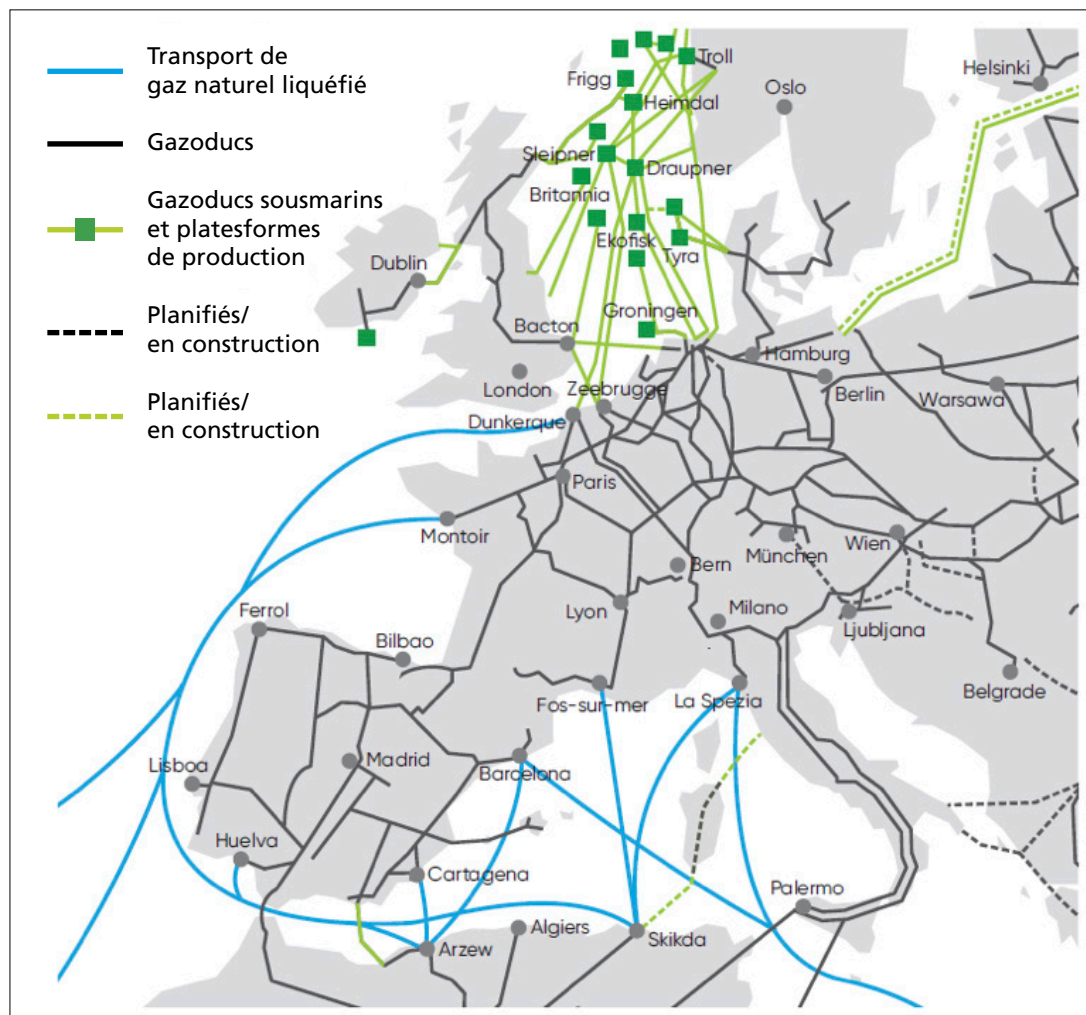 Transport de
gaz naturel liquéfié
Gazoducs
Gazoducs sousmarins
et platesformes
de production
Planifiés/
en construction
Planifiés/
en construction
Troll
Helsinki
Frigg
Oslo
Heimdal
Sleipner
Draupner
Britannia
Ekofisk
Tyra
Dublin
Groningen
Bacton
Hamburg
London
Zeebrugge
Berlin
Warsawa
Dunkerque
Paris
Montoir
München
Wien
Bern
Lyon
Milano
Ljubljana
Ferrol
Bilbao
Belgrade
Fos-sur-mer
La Spezia
Madrid
Lisboa
Barcelona
Huelva
Cartagena
Palermo
Algiers
Skikda
Arzew